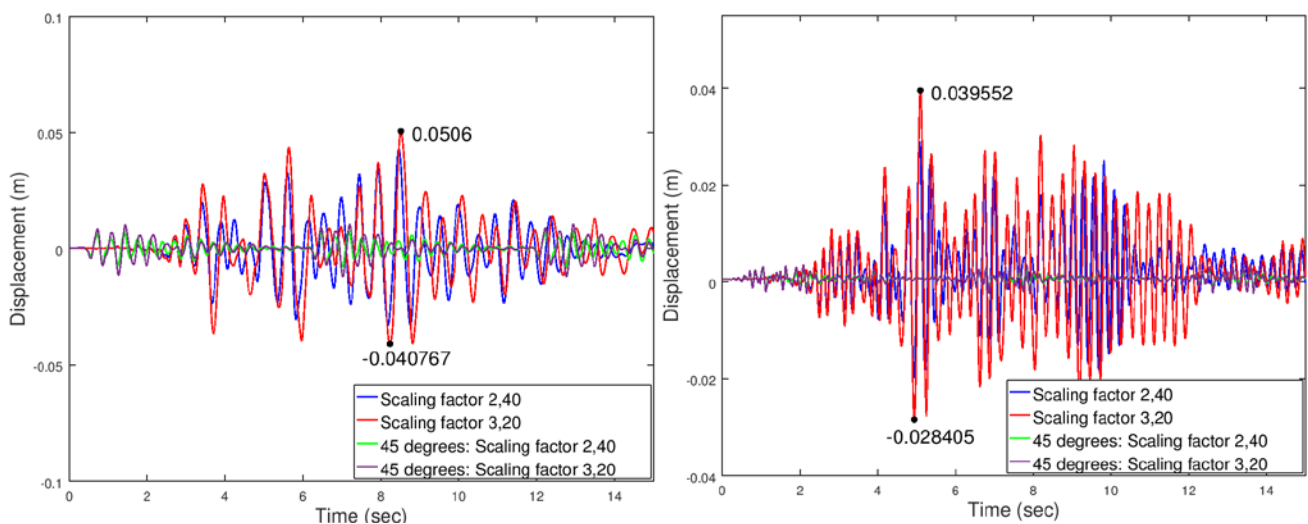 0.1
0.05
0
-0.05
-0.1
Displacement (m)
0.0506
-0.040767
Scaling factor 2,40
Scaling factor 3,20
45 degrees: Scaling factor 2,40
45 degrees: Scaling factor 3,20
0 2 4 6 8 10 12 14
Time (sec)
0.04
0.02
0
-0.02
-0.04
Displacement (m)
0.039552
-0.028405
Scaling factor 2,40
Scaling factor 3,20
45 degrees: Scaling factor 2,40
45 degrees: Scaling factor 3,20
0 2 4 6 8 10 12 14
Time (sec)